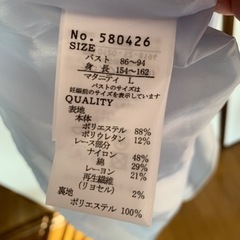 No.580426
SIZE
バスト 86〜94
身長 154〜162
マタニティ L
バストのサイズは
妊娠前のサイズを表示しています
QUALITY
表地
本体
ポリエステル 88%
ポリウレタン 12%
レース部分
ナイロン 48%
綿 29%
レーヨン 21%
再生繊維 2%
(リヨセル)
裏地
ポリエステル 100%